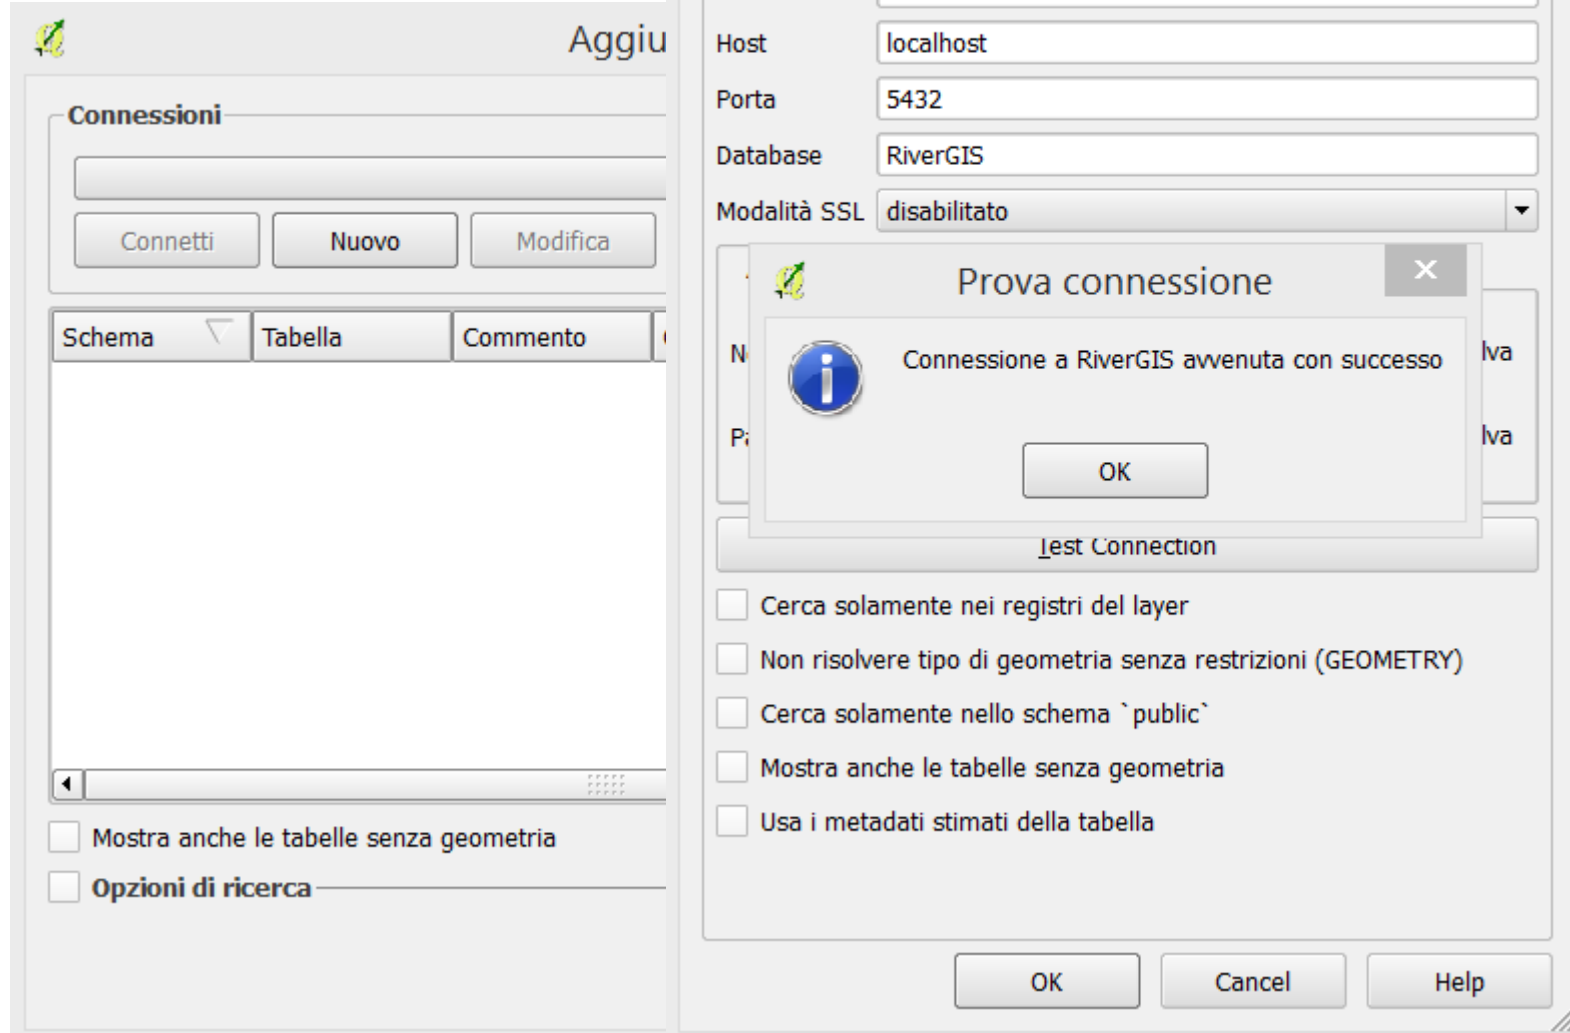 Aggiu
Connessioni
Connetti
Nuovo
Modifica
Schema
Tabella
Commento
Mostra anche le tabelle senza geometria
Opzioni di ricerca
Host
localhost
Porta
5432
Database
RiverGIS
Modalità SSL
disabilitato
Prova connessione
Connessione a RiverGIS avvenuta con successo
OK
lva
lva
Test Connection
Cerca solamente nei registri del layer
Non risolvere tipo di geometria senza restrizioni (GEOMETRY)
Cerca solamente nello schema `public`
Mostra anche le tabelle senza geometria
Usa i metadati stimati della tabella
OK
Cancel
Help